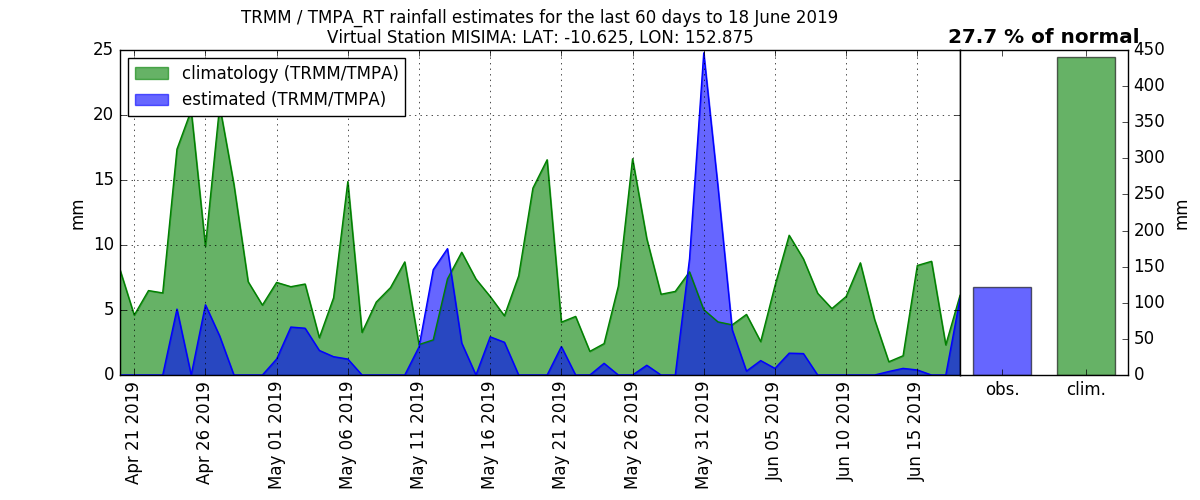 TRMM / TMPA_RT rainfall estimates for the last 60 days to 18 June 2019
Virtual Station MISIMA: LAT: -10.625, LON: 152.875
27.7 % of normal
climatology (TRMM/TMPA)
estimated (TRMM/TMPA)
mm
25
20
15
10
5
0
Apr 21 2019
Apr 26 2019
May 01 2019
May 06 2019
May 11 2019
May 16 2019
May 21 2019
May 26 2019
May 31 2019
Jun 05 2019
Jun 10 2019
Jun 15 2019
obs.
clim.
450
400
350
300
250
200
150
100
50
0
mm